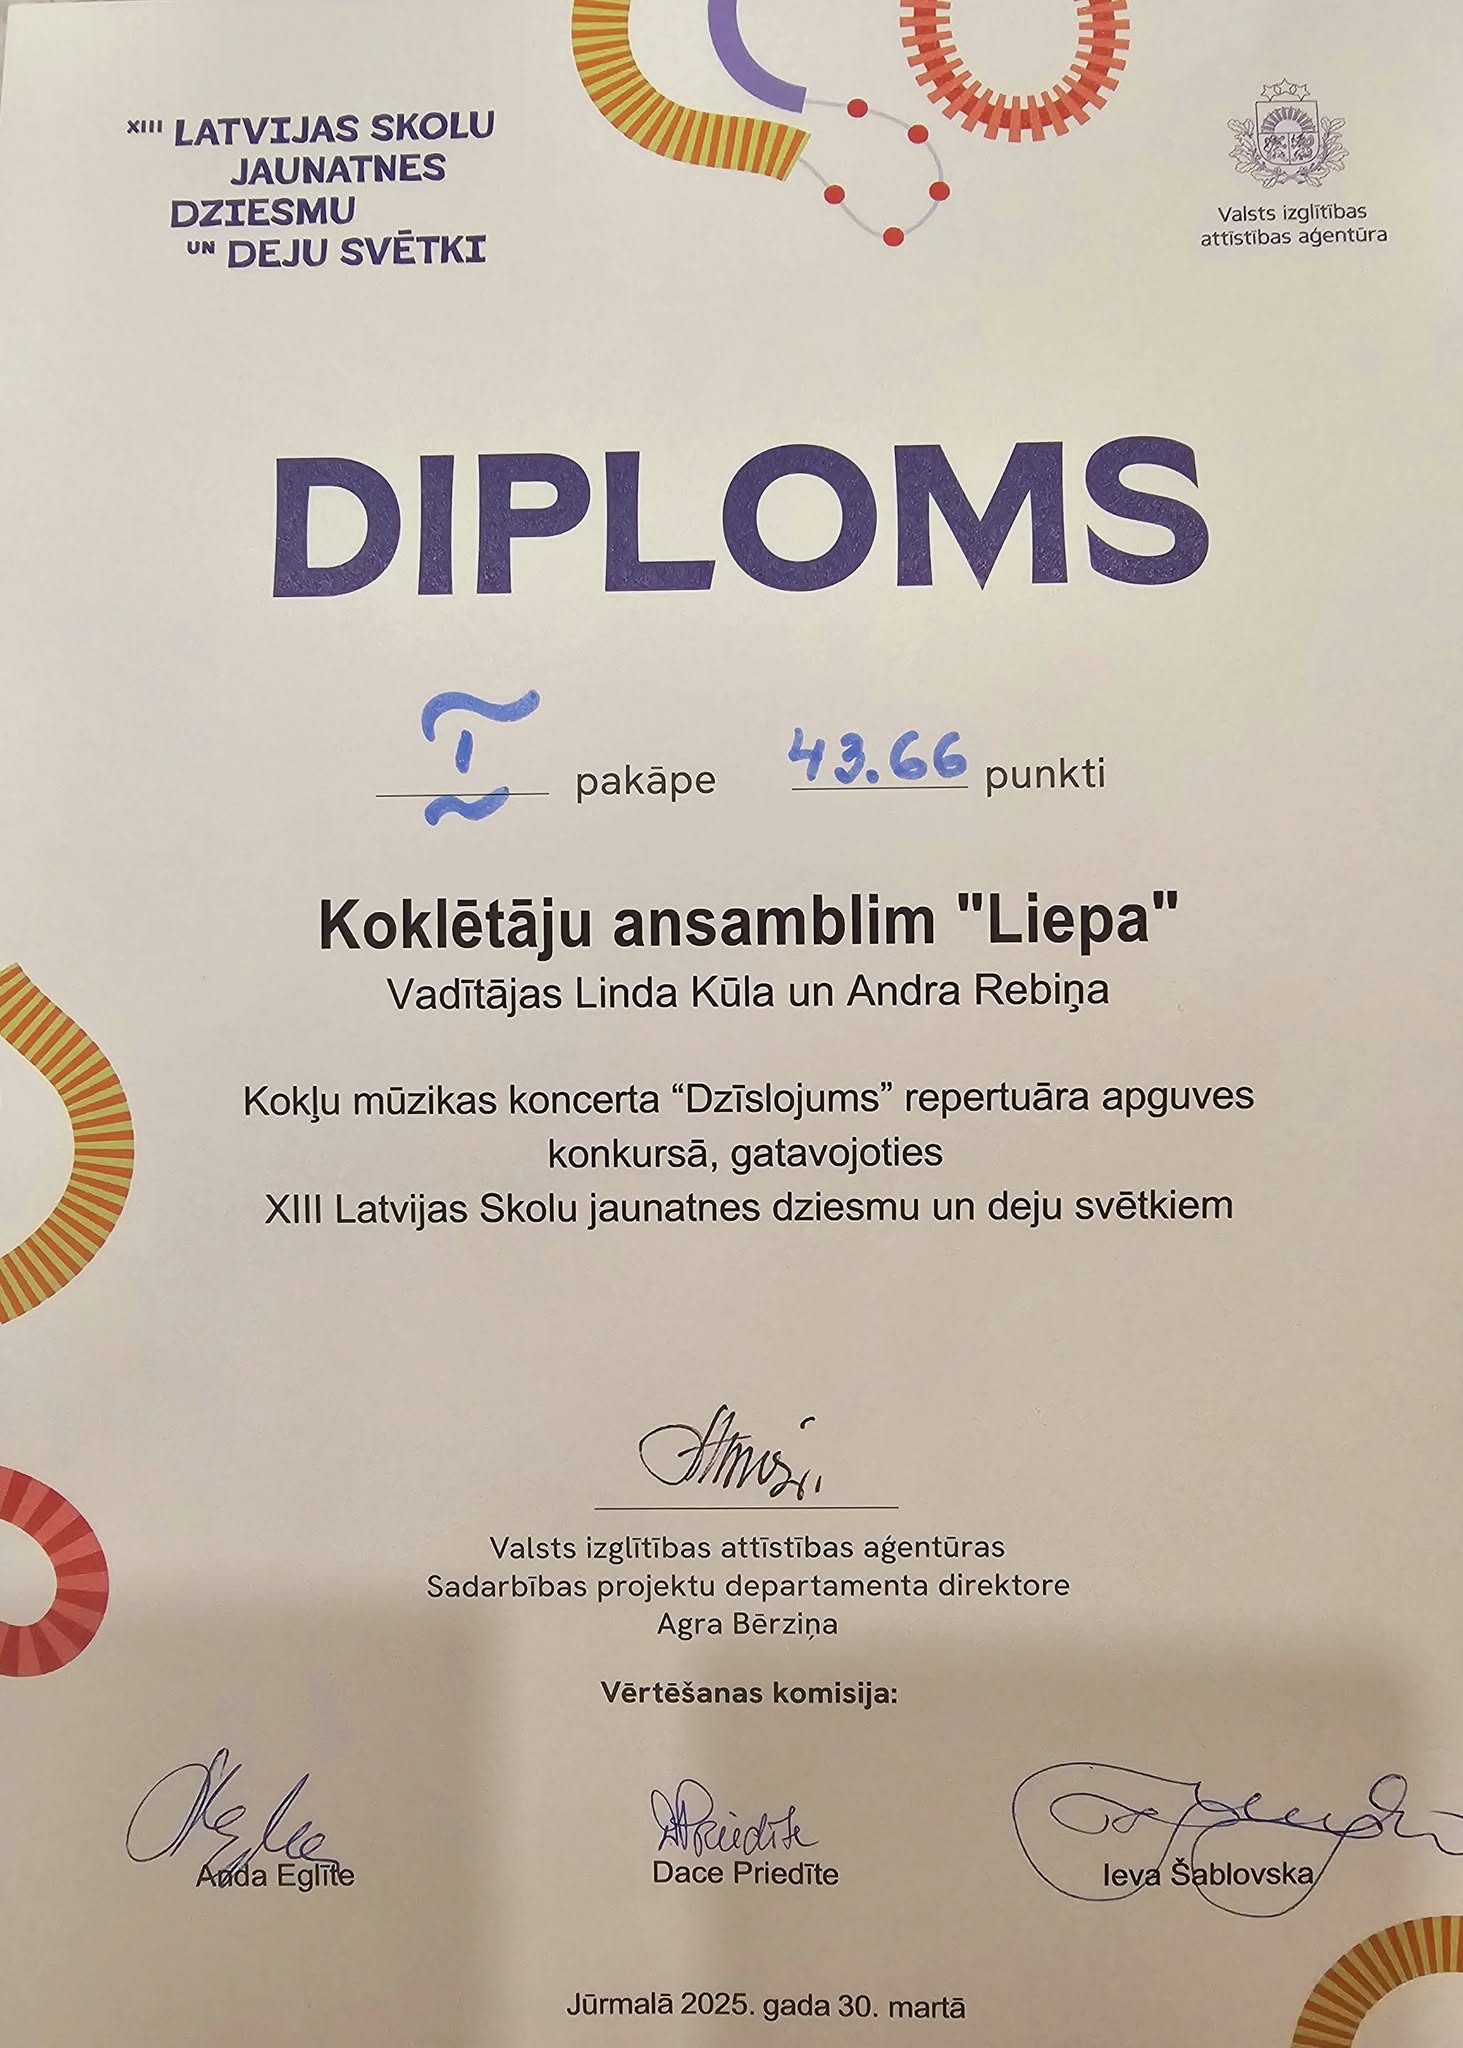 XIII LATVIJAS SKOLU
JAUNATNES
DZIESMU
UN DEJU SVĒTKI
Valsts izglītības
attīstības aģentūra
DIPLOMS
I pakāpe 43.66 punkti
Koklētāju ansamblim "Liepa"
Vadītājas Linda Kūla un Andra Rebiņa
Kokļu mūzikas koncerta “Dzīslojums” repertuāra apguves
konkursā, gatavojoties
XIII Latvijas Skolu jaunatnes dziesmu un deju svētkiem
Valsts izglītības attīstības aģentūras
Sadarbības projektu departamenta direktore
Agra Bērziņa
Vērtēšanas komisija:
DPriedīte
Anda Eglīte Dace Priedīte Ieva Šablovska
Jūrmalā 2025. gada 30. martā